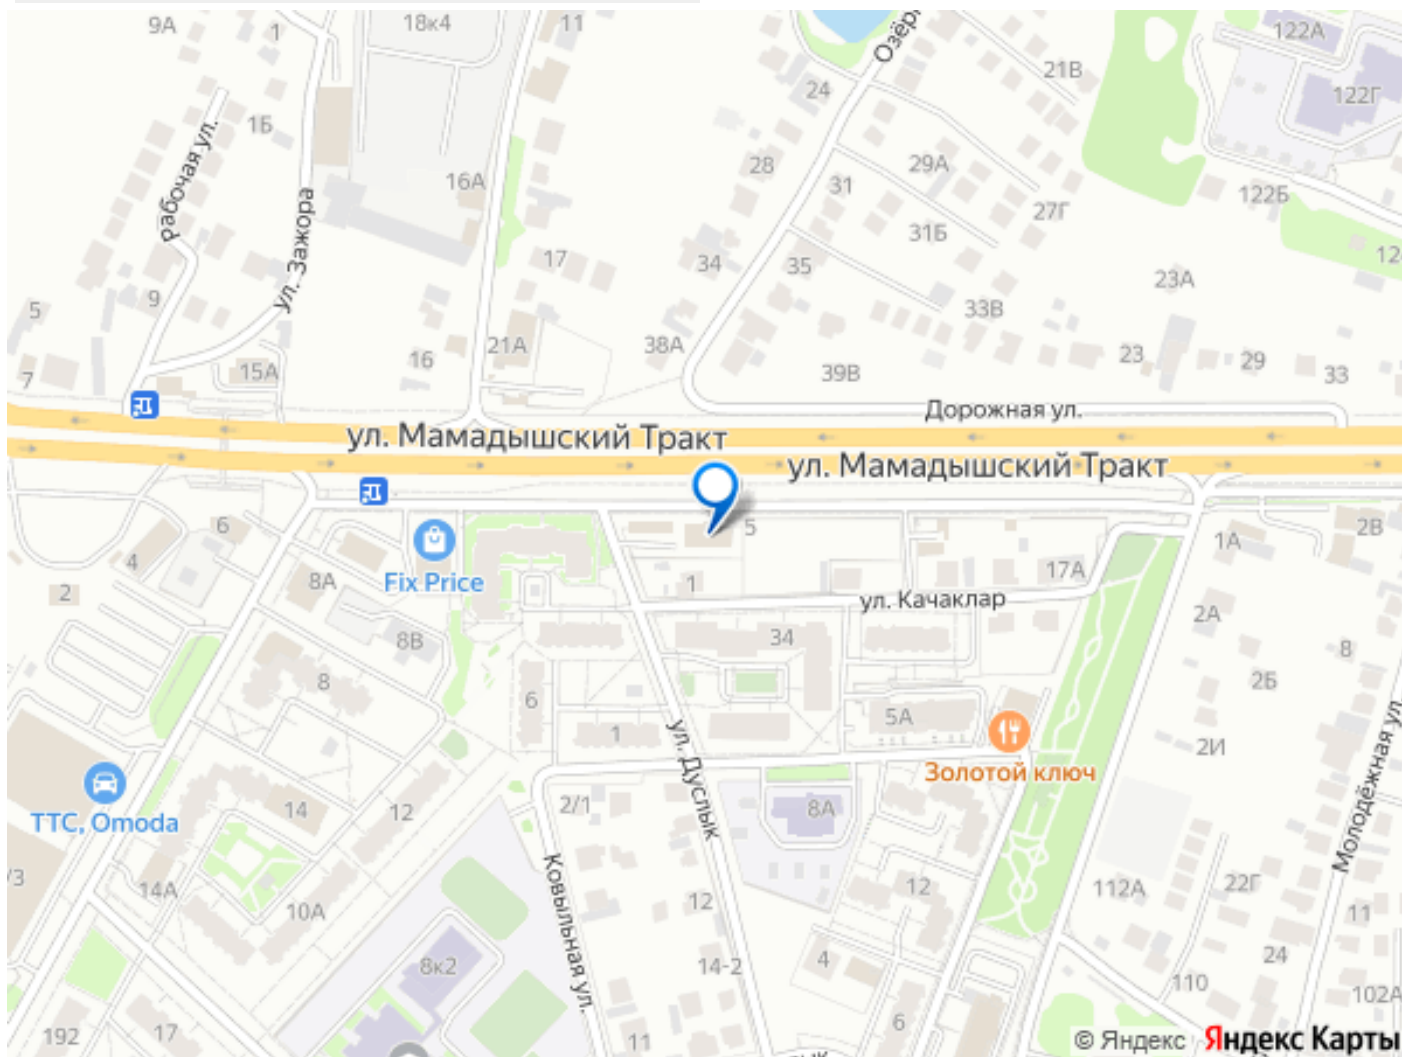 9А
1
18к4
11
Озёрн
122А
21В
122Г
24
1Б
Рабочая ул.
16А
28
29А
31
122Б
27Г
31Б
ул. Зажора
17
34
35
12
23А
5
9
33В
16
21А
38А
15А
39В
23
29
33
7
Дорожная ул.
ул. Мамадышский Тракт
ул. Мамадышский Тракт
6
5
2В
1А
4
Fix Price
8А
1
17А
2
ул. Качаклар
2А
8В
34
8
8
2Б
6
5А
1
2И
ул. Дуслык
Золотой ключ
Молодёжная ул.
ТТС, Omoda
14
12
2/1
8А
/3
14А
Ковыльная ул.
112А
22Г
10А
12
12
11
24
8к2
14-2
4
110
102А
192
17
11
6
лык
© Яндекс Яндекс Карты